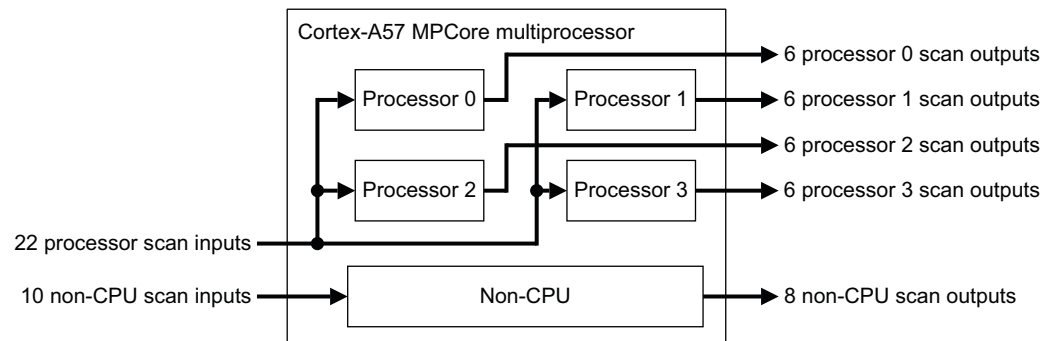 Cortex-A57 MPCore multiprocessor
6 processor 0 scan outputs
Processor 0
Processor 1
6 processor 1 scan outputs
6 processor 2 scan outputs
Processor 2
Processor 3
6 processor 3 scan outputs
22 processor scan inputs
10 non-CPU scan inputs
Non-CPU
8 non-CPU scan outputs